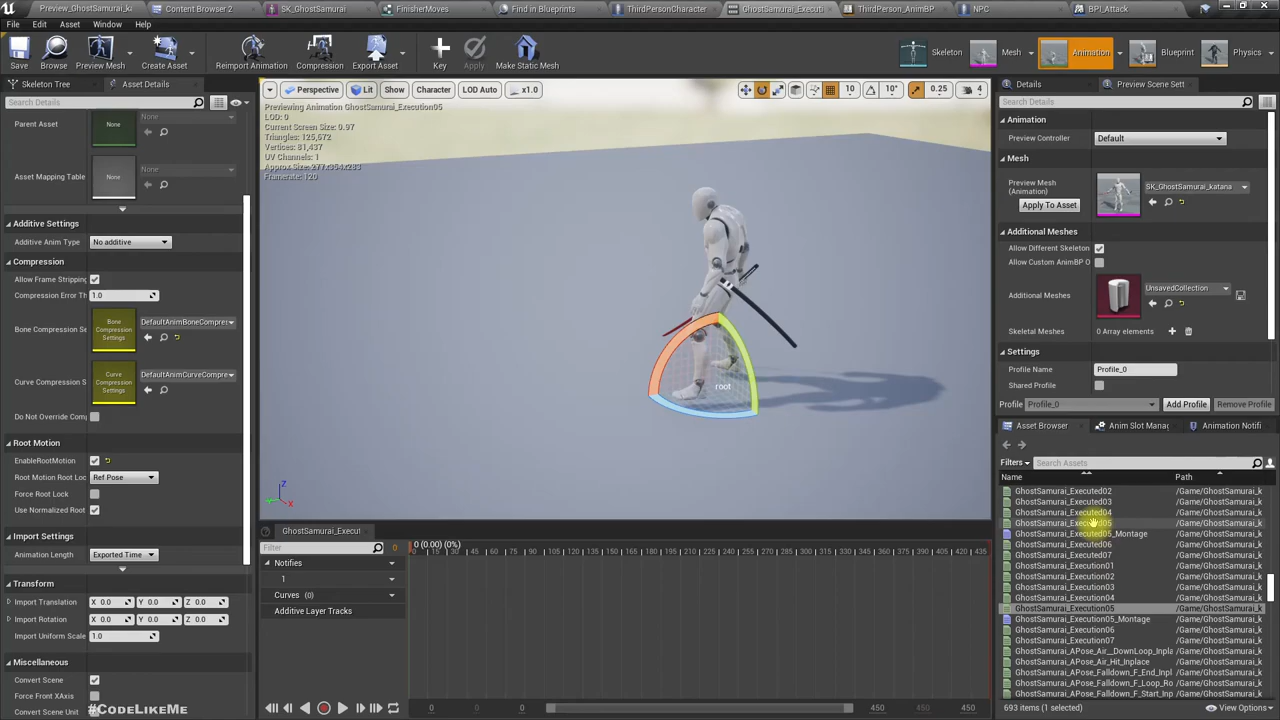 Preview_GhostSamurai_ka
Content Browser 2
SK_GhostSamurai
FinisherMoves
Find in Blueprints
ThirdPersonCharacter
GhostSamurai_Executi
ThirdPerson_AnimBP
NPC
BPI_Attack
File Edit Asset Window Help
Save
Browse
Preview Mesh
Create Asset
Reimport Animation
Compression
Export Asset
Key
Apply
Make Static Mesh
Skeleton
Mesh
Animation
Blueprint
Physics
Skeleton Tree
Asset Details
Search Details
Parent Asset
None
None
Asset Mapping Table
None
None
Additive Settings
Additive Anim Type
No additive
Compression
Allow Frame Stripping
Compression Error Th
1.0
Bone Compression Se
Bone
Compression
Settings
DefaultAnimBoneCompre
Curve Compression S
Curve
Compression
Settings
DefaultAnimCurveCompre
Do Not Override Comp
Root Motion
EnableRootMotion
Root Motion Root Loc
Ref Pose
Force Root Lock
Use Normalized Root
Import Settings
Animation Length
Exported Time
Transform
Import Translation
X 0.0 Y 0.0 Z 0.0
Import Rotation
X 0.0 Y 0.0 Z 0.0
Import Uniform Scale
1.0
Miscellaneous
Convert Scene
Force Front XAxis
Convert Scene Unit
#CodeLikeMe
Perspective
Lit
Show
Character
LOD Auto
x1.0
10
10°
0.25
4
Previewing Animation GhostSamurai_Execution05
LOD: 0
Current Screen Size: 0.97
Triangles: 125,672
Vertices: 81,437
UV Channels: 1
Approx Size: 277x354x283
Framerate: 120
root
Z
X
GhostSamurai_Execut
Filter
0
0 (0.00) (0%)
15 30 45 60 75 90 105 120 135 150 165 180 195 210 225 240 255 270 285 300 315 330 345 360 375 390 405 420 435
Notifies
1
Curves (0)
Additive Layer Tracks
0
0
450
450
Details
Preview Scene Sett
Search Details
Animation
Preview Controller
Default
Mesh
Preview Mesh
(Animation)
Apply To Asset
SK_GhostSamurai_katana
Additional Meshes
Allow Different Skeleton
Allow Custom AnimBP O
Additional Meshes
UnsavedCollection
Skeletal Meshes
0 Array elements
Settings
Profile Name
Profile_0
Shared Profile
Profile
Profile_0
Add Profile
Remove Profile
Asset Browser
Anim Slot Manag
Animation Notifi
Filters
Search Assets
Name
Path
GhostSamurai_Executed02 /Game/GhostSamurai_k
GhostSamurai_Executed03 /Game/GhostSamurai_k
GhostSamurai_Executed04 /Game/GhostSamurai_k
GhostSamurai_Executed05 /Game/GhostSamurai_k
GhostSamurai_Executed05_Montage /Game/GhostSamurai_k
GhostSamurai_Executed06 /Game/GhostSamurai_k
GhostSamurai_Executed07 /Game/GhostSamurai_k
GhostSamurai_Execution01 /Game/GhostSamurai_k
GhostSamurai_Execution02 /Game/GhostSamurai_k
GhostSamurai_Execution03 /Game/GhostSamurai_k
GhostSamurai_Execution04 /Game/GhostSamurai_k
GhostSamurai_Execution05 /Game/GhostSamurai_k
GhostSamurai_Execution05_Montage /Game/GhostSamurai_k
GhostSamurai_Execution06 /Game/GhostSamurai_k
GhostSamurai_Execution07 /Game/GhostSamurai_k
GhostSamurai_APose_Air__DownLoop_Inpla /Game/GhostSamurai_k
GhostSamurai_APose_Air_Hit_Inplace /Game/GhostSamurai_k
GhostSamurai_APose_Falldown_F_End_Inpl /Game/GhostSamurai_k
GhostSamurai_APose_Falldown_F_Loop_Ro /Game/GhostSamurai_k
GhostSamurai_APose_Falldown_F_Start_Inp /Game/GhostSamurai_k
693 items (1 selected)
View Options